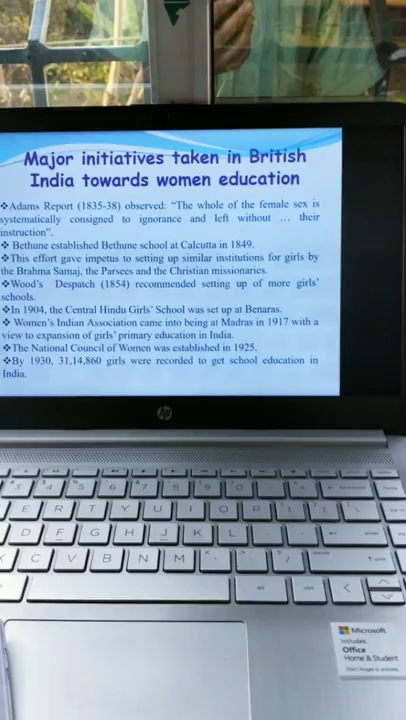 Major initiatives taken in British
India towards women education
❖Adams Report (1835-38) observed: “The whole of the female sex is
systematically consigned to ignorance and left without … their
instruction”.
❖ Bethune established Bethune school at Calcutta in 1849.
❖This effort gave impetus to setting up similar institutions for girls by
the Brahma Samaj, the Parsees and the Christian missionaries.
❖Wood’s Despatch (1854) recommended setting up of more girls’
schools.
❖In 1904, the Central Hindu Girls’ School was set up at Benaras.
❖ Women’s Indian Association came into being at Madras in 1917 with a
view to expansion of girls’ primary education in India.
❖The National Council of Women was established in 1925.
❖By 1930, 31,14,860 girls were recorded to get school education in
India.
hp
E R T Y U I O P
D F G H J K L
C V B N M
alt ctrl
Microsoft
Includes
Office
Home & Student